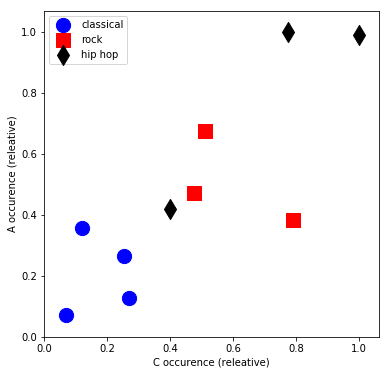 classical
rock
hip hop
1.0
0.8
0.6
0.4
0.2
0.0
A occurence (releative)
0.0
0.2
0.4
0.6
0.8
1.0
C occurence (releative)